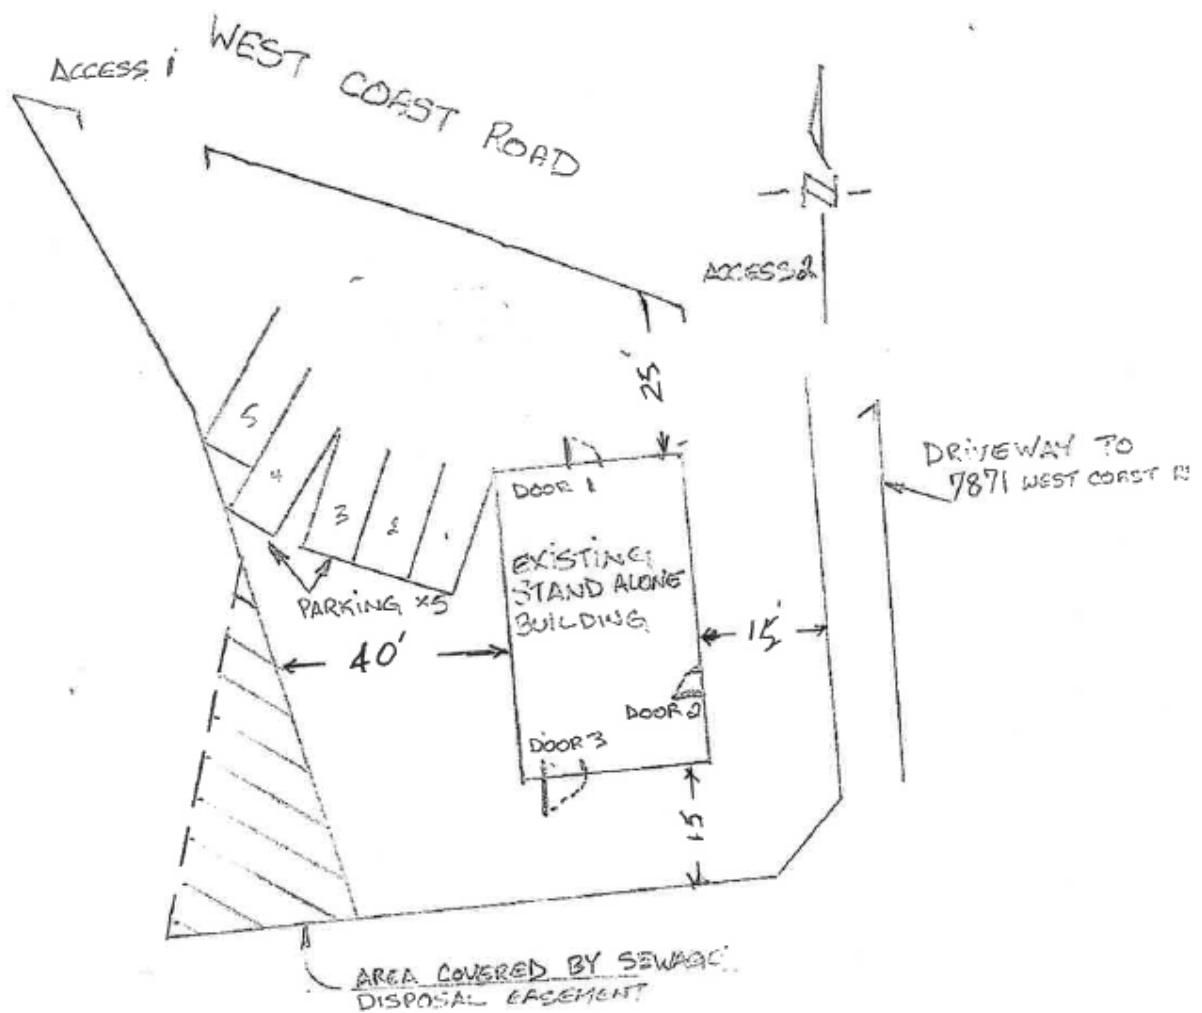 ACCESS 1
WEST COAST ROAD
N
ACCESS 2
25'
5
4
3
2
1
DOOR 1
DRIVEWAY TO
7871 WEST COAST
EXISTING
STAND ALONE
BUILDING
PARKING x5
40'
15'
DOOR 2
DOOR 3
15
AREA COVERED BY SEWAGE
DISPOSAL EASEMENT